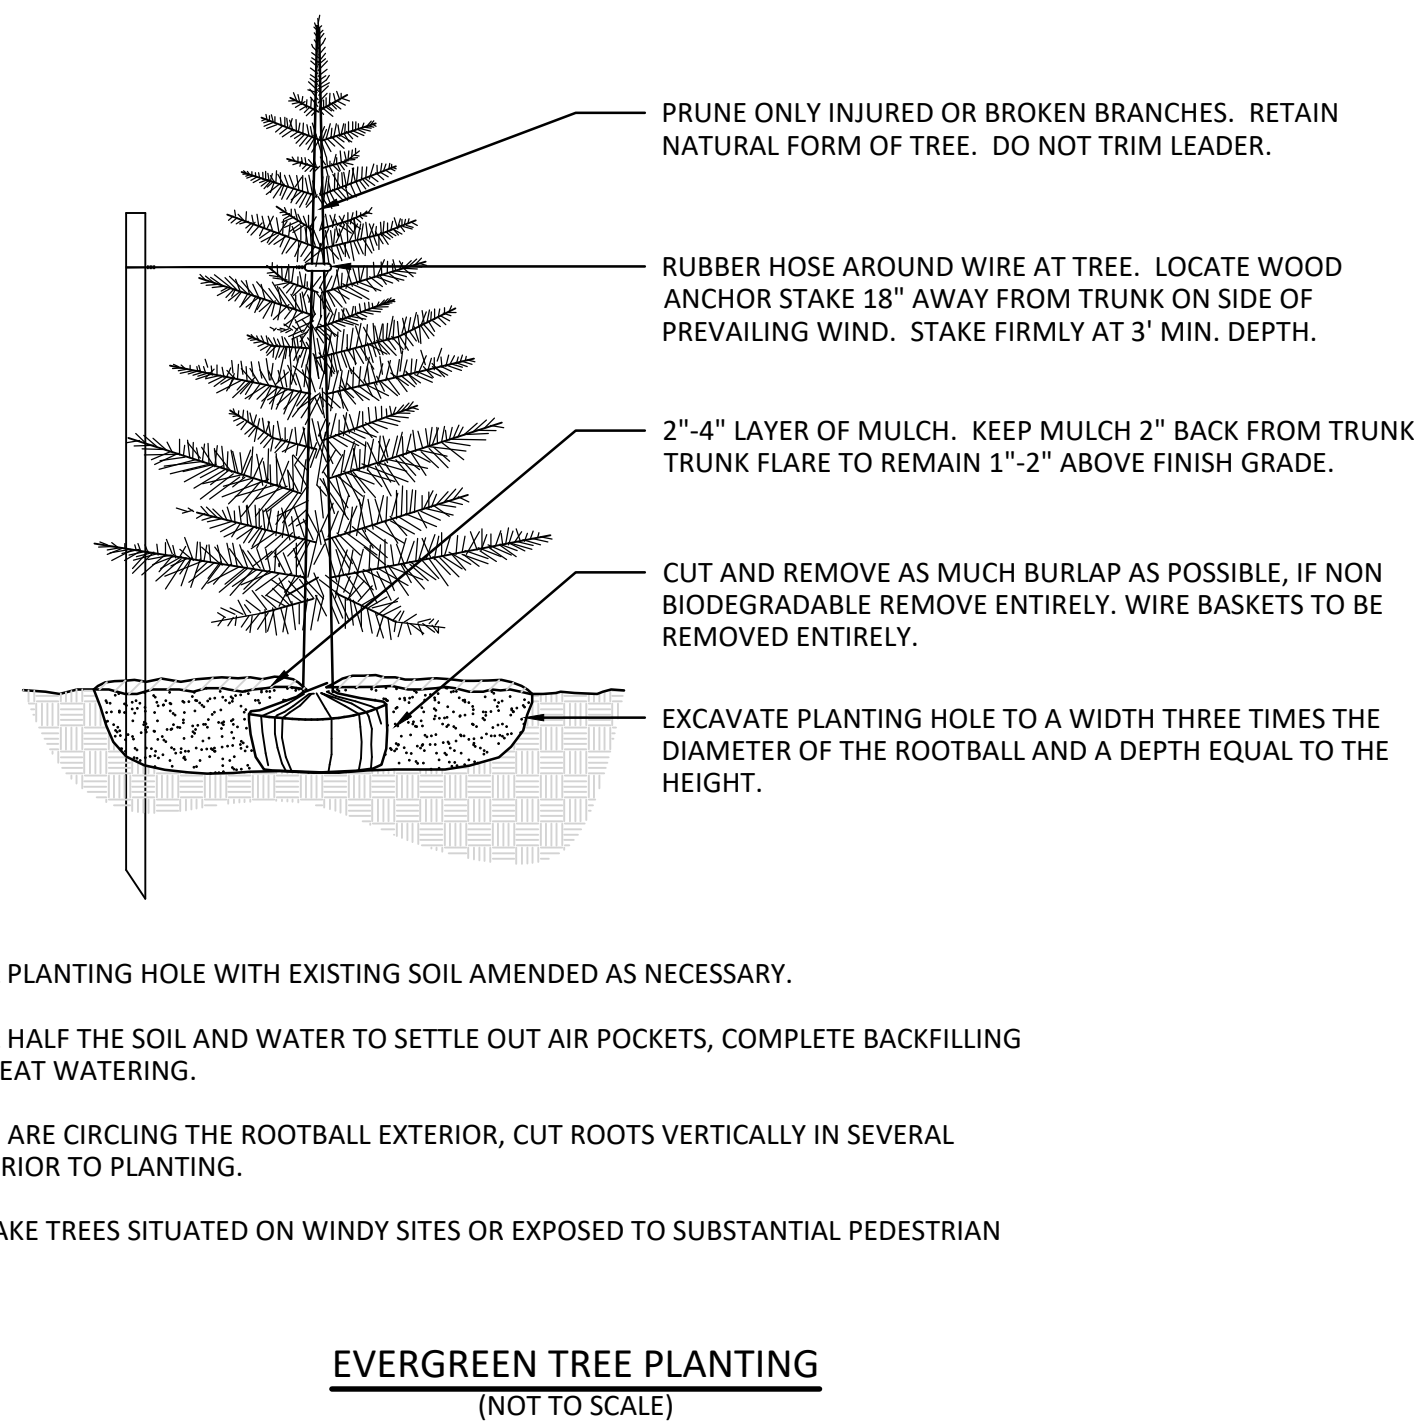 PRUNE ONLY INJURED OR BROKEN BRANCHES.  RETAIN
NATURAL FORM OF TREE.  DO NOT TRIM LEADER.
RUBBER HOSE AROUND WIRE AT TREE.  LOCATE WOOD
ANCHOR STAKE 18" AWAY FROM TRUNK ON SIDE OF
PREVAILING WIND.  STAKE FIRMLY AT 3' MIN. DEPTH.
2"-4" LAYER OF MULCH.  KEEP MULCH 2" BACK FROM TRUNK
TRUNK FLARE TO REMAIN 1"-2" ABOVE FINISH GRADE.
CUT AND REMOVE AS MUCH BURLAP AS POSSIBLE, IF NON
BIODEGRADABLE REMOVE ENTIRELY. WIRE BASKETS TO BE
REMOVED ENTIRELY.
EXCAVATE PLANTING HOLE TO A WIDTH THREE TIMES THE
DIAMETER OF THE ROOTBALL AND A DEPTH EQUAL TO THE
HEIGHT.
PLANTING HOLE WITH EXISTING SOIL AMENDED AS NECESSARY.
HALF THE SOIL AND WATER TO SETTLE OUT AIR POCKETS, COMPLETE BACKFILLING
EAT WATERING.
ARE CIRCLING THE ROOTBALL EXTERIOR, CUT ROOTS VERTICALLY IN SEVERAL
RIOR TO PLANTING.
AKE TREES SITUATED ON WINDY SITES OR EXPOSED TO SUBSTANTIAL PEDESTRIAN
EVERGREEN TREE PLANTING
(NOT TO SCALE)